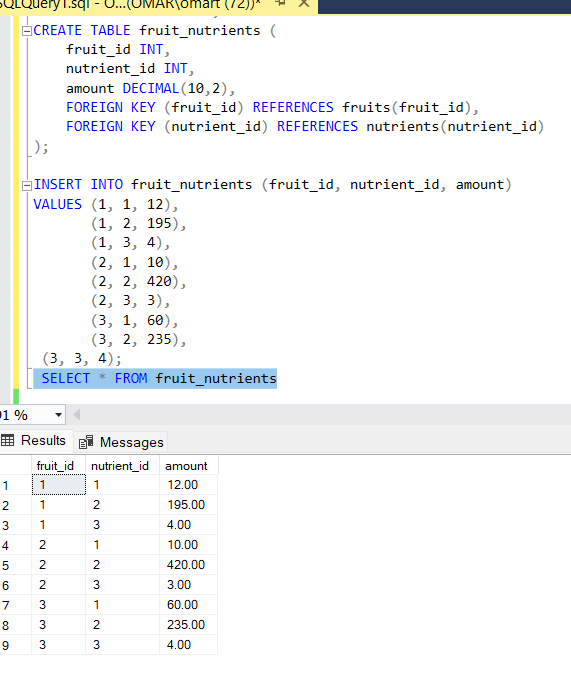 SQLQuery1.sql - O...(OMAR\omart (72))*
CREATE TABLE fruit_nutrients (
fruit_id INT,
nutrient_id INT,
amount DECIMAL(10,2),
FOREIGN KEY (fruit_id) REFERENCES fruits(fruit_id),
FOREIGN KEY (nutrient_id) REFERENCES nutrients(nutrient_id)
);
INSERT INTO fruit_nutrients (fruit_id, nutrient_id, amount)
VALUES (1, 1, 12),
(1, 2, 195),
(1, 3, 4),
(2, 1, 10),
(2, 2, 420),
(2, 3, 3),
(3, 1, 60),
(3, 2, 235),
(3, 3, 4);
SELECT * FROM fruit_nutrients
91 %
Results Messages
fruit_id nutrient_id amount
1 1 1 12.00
2 1 2 195.00
3 1 3 4.00
4 2 1 10.00
5 2 2 420.00
6 2 3 3.00
7 3 1 60.00
8 3 2 235.00
9 3 3 4.00